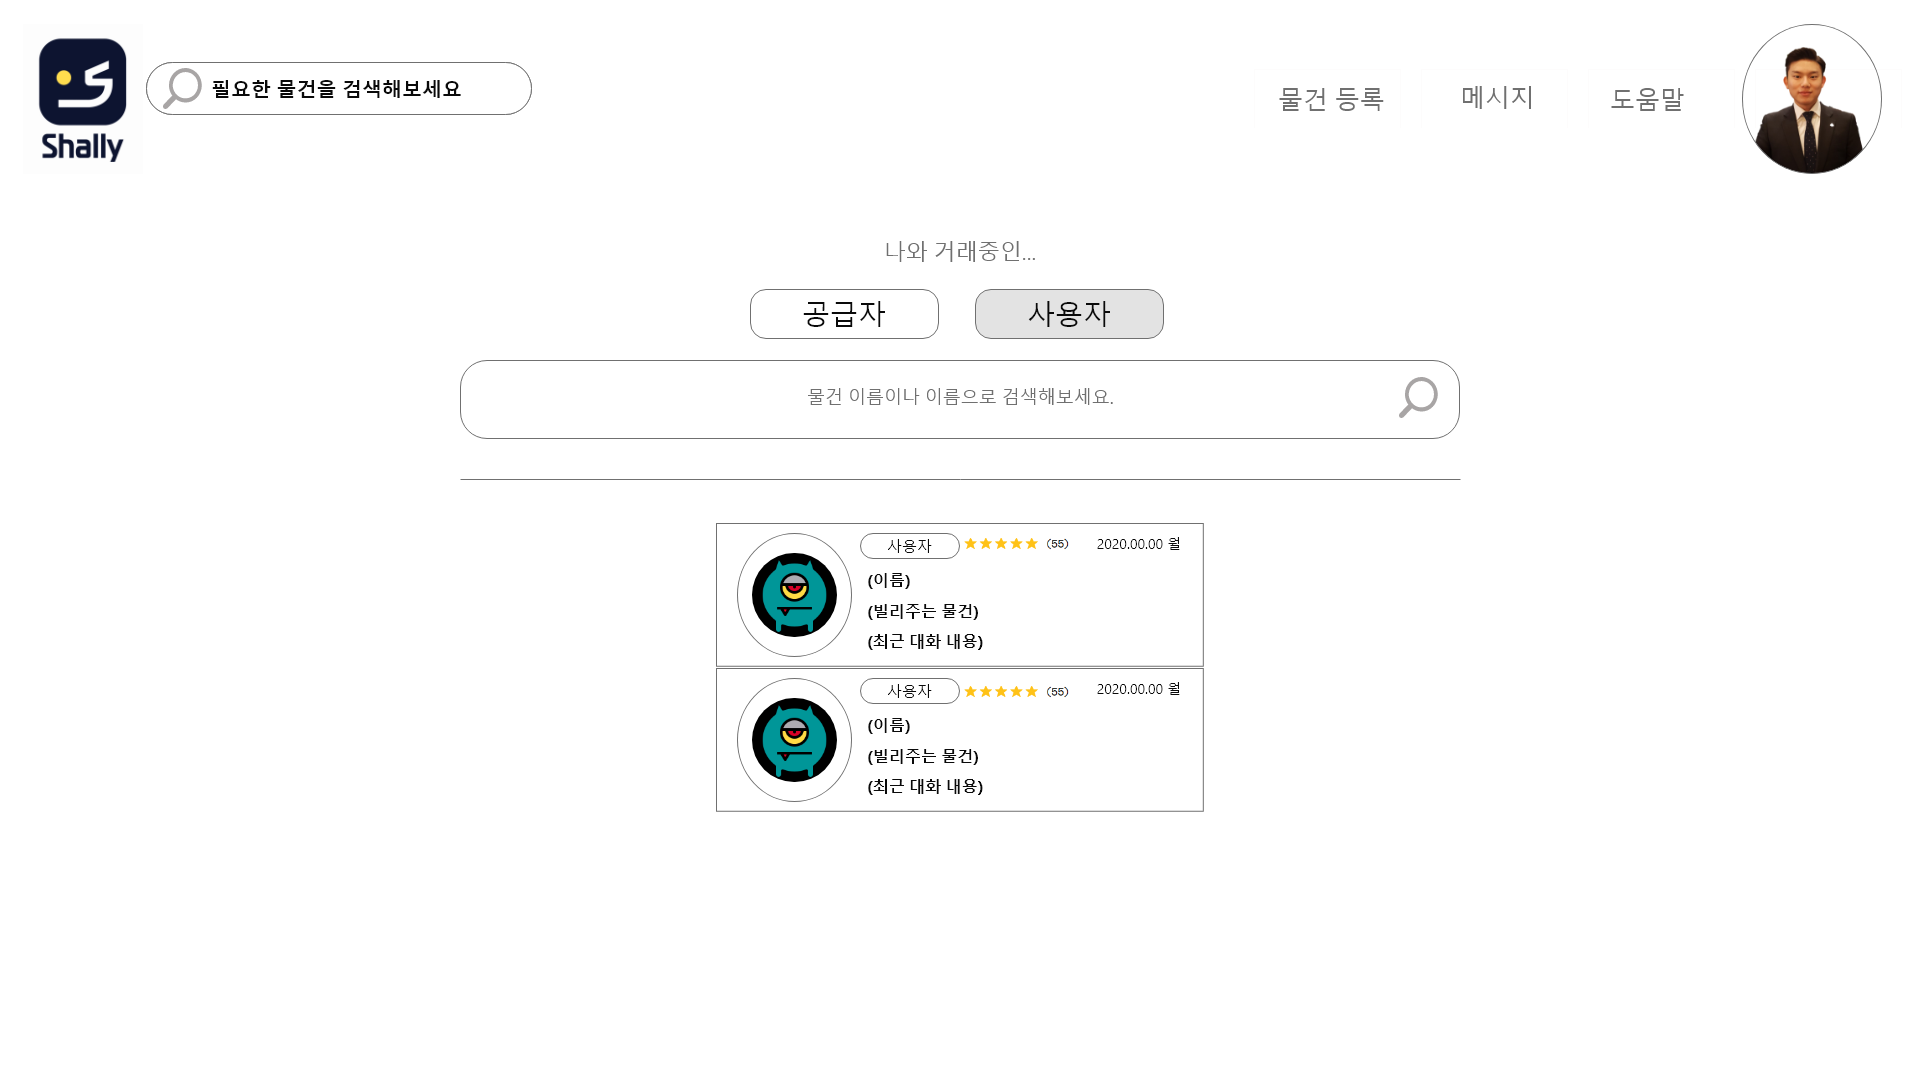 Shally
필요한 물건을 검색해보세요
물건 등록
메시지
도움말
나와 거래중인...
공급자
사용자
물건 이름이나 이름으로 검색해보세요.
사용자 (55) 2020.00.00 월
(이름)
(빌리주는 물건)
(최근 대화 내용)
사용자 (55) 2020.00.00 월
(이름)
(빌리주는 물건)
(최근 대화 내용)